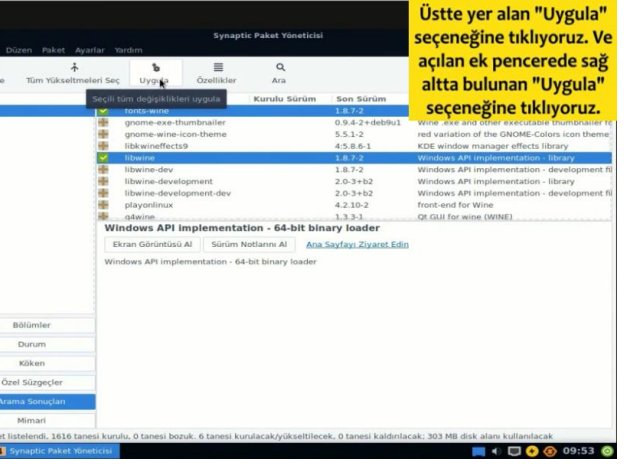 Üstte yer alan "Uygula"
seçeneğine tıklıyoruz. Ve
açılan ek pencerede sağ
altta bulunan "Uygula"
seçeneğine tıklıyoruz.
Synaptic Paket Yöneticisi
Düzen Paket Ayarlar Yardım
Tüm Yükseltmeleri Seç Uygula Özellikler Ara
Seçili tüm değişiklikleri uygula
Kurulu Sürüm Son Sürüm
fonts-wine 1.8.7-2
gnome-exe-thumbnailer 0.9.4-2+deb9u1 Wine .exe and other executable thumbnailer fo
gnome-wine-icon-theme 5.5.1-2 red variation of the GNOME-Colors icon theme
libkwineffects9 4:5.8.6-1 KDE window manager effects library
libwine 1.8.7-2 Windows API implementation - library
libwine-dev 1.8.7-2 Windows API implementation - development fil
libwine-development 2.0-3+b2 Windows API implementation - library
libwine-development-dev 2.0-3+b2 Windows API implementation - development fil
playonlinux 4.2.10-2 front-end for Wine
q4wine 1.3.3-1 Qt GUI for wine (WINE)
Windows API implementation - 64-bit binary loader
Ekran Görüntüsü Al Sürüm Notlarını Al Ana Sayfayı Ziyaret Edin
Windows API implementation - 64-bit binary loader
Bölümler
Durum
Köken
Özel Süzgeçler
Arama Sonuçları
Mimari
et listelendi, 1616 tanesi kurulu, 0 tanesi bozuk. 6 tanesi kurulacak/yükseltilecek, 0 tanesi kaldırılacak; 303 MB disk alanı kullanılacak
Synaptic Paket Yöneticisi 09:53